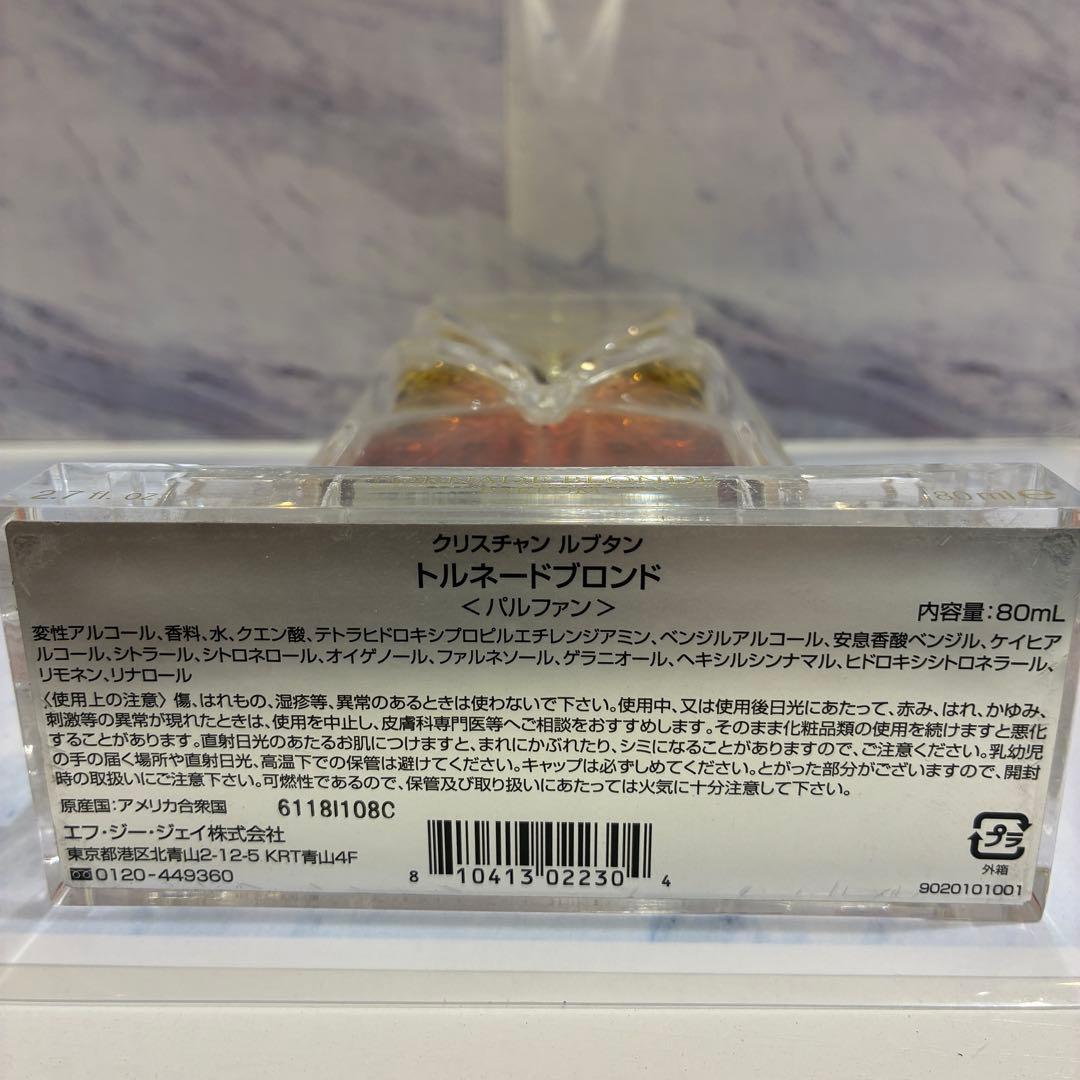 2.7 fl. oz
TORNADE BLONDE
80 ml e
クリスチャン ルブタン
トルネードブロンド
＜パルファン＞
内容量:80mL
変性アルコール、香料、水、クエン酸、テトラヒドロキシプロピルエチレンジアミン、ベンジルアルコール、安息香酸ベンジル、ケイヒア
ルコール、シトラール、シトロネロール、オイゲノール、ファルネソール、ゲラニオール、ヘキシルシンナマル、ヒドロキシシトロネラール、
リモネン、リナロール
〈使用上の注意〉傷、はれもの、湿疹等、異常のあるときは使わないで下さい。使用中、又は使用後日光にあたって、赤み、はれ、かゆみ、
刺激等の異常が現れたときは、使用を中止し、皮膚科専門医等へご相談をおすすめします。そのまま化粧品類の使用を続けますと悪化
することがあります。直射日光のあたるお肌につけますと、まれにかぶれたり、シミになることがありますので、ご注意ください。乳幼児
の手の届く場所や直射日光、高温下での保管は避けてください。キャップは必ずしめてください。とがった部分がございますので、開封
時の取扱いにご注意下さい。可燃性であるので、保管及び取り扱いにあたっては火気に十分注意して下さい。
原産国:アメリカ合衆国
6118I108C
エフ・ジー・ジェイ株式会社
東京都港区北青山2-12-5 KRT青山4F
0120-449360
8 10413 02230 4
プラ
外箱
9020101001